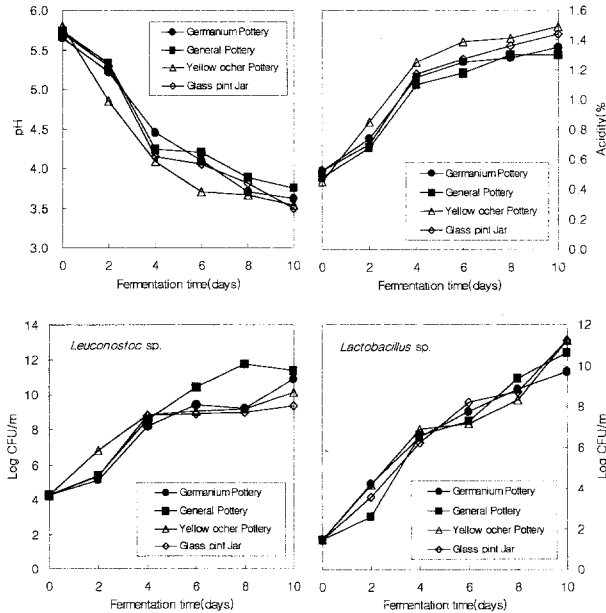 6.0
5.5
5.0
4.5
4.0
3.5
3.0
pH
Germanium Pottery
General Pottery
Yellow ocher Pottery
Glass pint Jar
0 2 4 6 8 10
Fermentation time(days)
1.6
1.4
1.2
1.0
0.8
0.6
0.4
0.2
0.0
Acidity(%
Germanium Pottery
General Pottery
Yellow ocher Pottery
Glass pint Jar
0 2 4 6 8 10
Fermentation time(days)
14
12
10
8
6
4
2
0
Log CFU/m
Leuconostoc sp.
Germanium Pottery
General Pottery
Yellow ocher Pottery
Glass pint Jar
0 2 4 6 8 10
Fermentation time(days)
12
10
8
6
4
2
0
Log CFU/m
Lactobacillus sp.
Germanium Pottery
General Pottery
Yellow ocher Pottery
Glass pint Jar
0 2 4 6 8 10
Fermentation time(days)